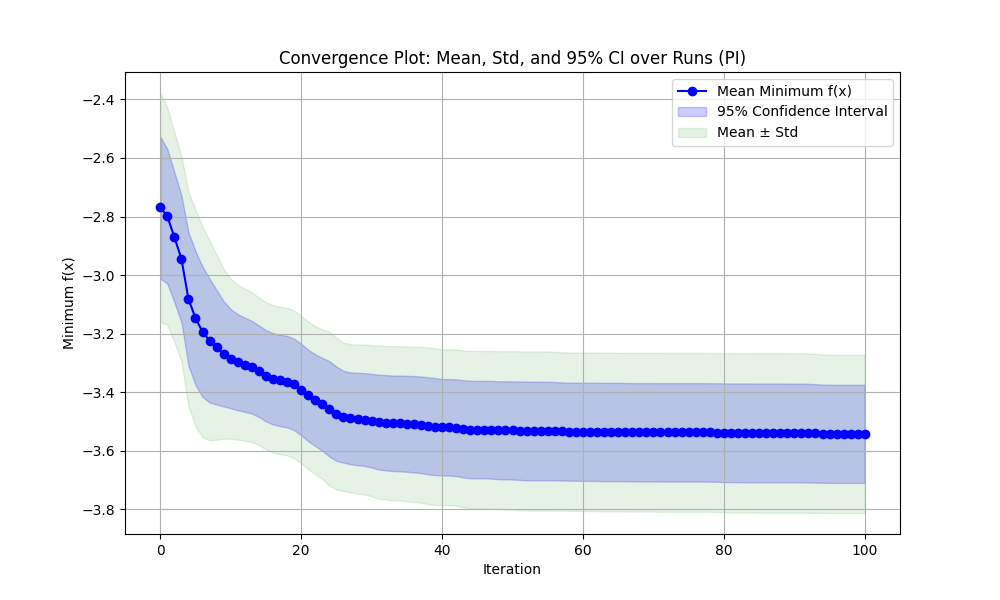 Convergence Plot: Mean, Std, and 95% CI over Runs (PI)
Mean Minimum f(x)
95% Confidence Interval
Mean ± Std
Minimum f(x)
−2.4
−2.6
−2.8
−3.0
−3.2
−3.4
−3.6
−3.8
0 20 40 60 80 100
Iteration